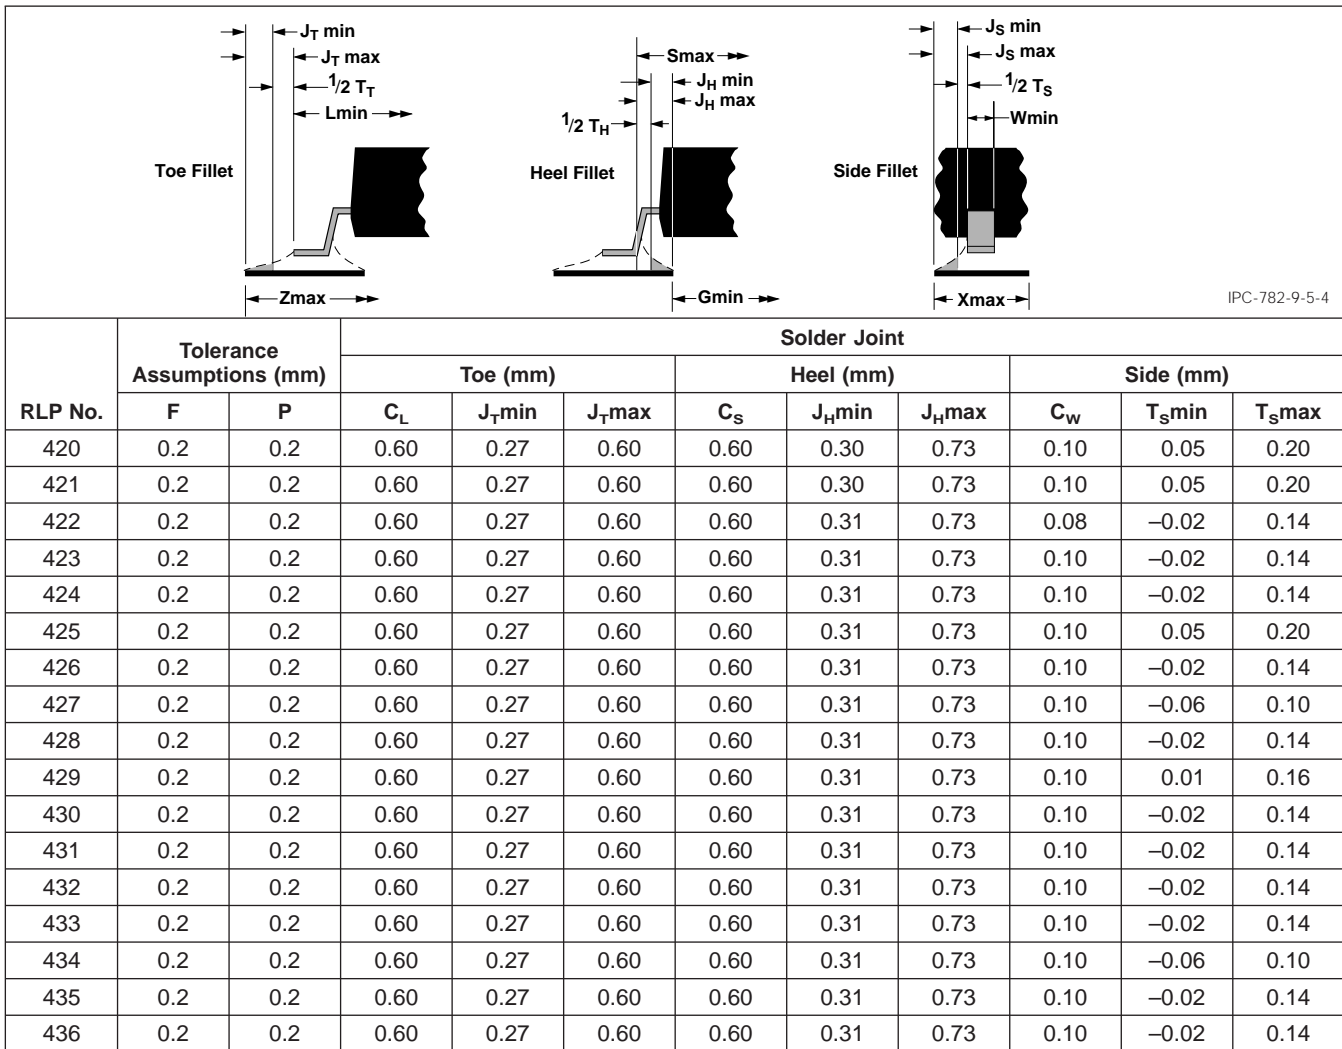 J_T min
J_T max
1/2 T_T
Lmin
Toe Fillet
Zmax
Smax
J_H min
J_H max
1/2 T_H
Heel Fillet
Gmin
J_S min
J_S max
1/2 T_S
Wmin
Side Fillet
Xmax
IPC-782-9-5-4
RLP No. Tolerance Assumptions (mm) Solder Joint
Toe (mm) Heel (mm) Side (mm)
F P C_L J_Tmin J_Tmax C_S J_Hmin J_Hmax C_W T_Smin T_Smax
420 0.2 0.2 0.60 0.27 0.60 0.60 0.30 0.73 0.10 0.05 0.20
421 0.2 0.2 0.60 0.27 0.60 0.60 0.30 0.73 0.10 0.05 0.20
422 0.2 0.2 0.60 0.27 0.60 0.60 0.31 0.73 0.08 –0.02 0.14
423 0.2 0.2 0.60 0.27 0.60 0.60 0.31 0.73 0.10 –0.02 0.14
424 0.2 0.2 0.60 0.27 0.60 0.60 0.31 0.73 0.10 –0.02 0.14
425 0.2 0.2 0.60 0.27 0.60 0.60 0.31 0.73 0.10 0.05 0.20
426 0.2 0.2 0.60 0.27 0.60 0.60 0.31 0.73 0.10 –0.02 0.14
427 0.2 0.2 0.60 0.27 0.60 0.60 0.31 0.73 0.10 –0.06 0.10
428 0.2 0.2 0.60 0.27 0.60 0.60 0.31 0.73 0.10 –0.02 0.14
429 0.2 0.2 0.60 0.27 0.60 0.60 0.31 0.73 0.10 0.01 0.16
430 0.2 0.2 0.60 0.27 0.60 0.60 0.31 0.73 0.10 –0.02 0.14
431 0.2 0.2 0.60 0.27 0.60 0.60 0.31 0.73 0.10 –0.02 0.14
432 0.2 0.2 0.60 0.27 0.60 0.60 0.31 0.73 0.10 –0.02 0.14
433 0.2 0.2 0.60 0.27 0.60 0.60 0.31 0.73 0.10 –0.02 0.14
434 0.2 0.2 0.60 0.27 0.60 0.60 0.31 0.73 0.10 –0.06 0.10
435 0.2 0.2 0.60 0.27 0.60 0.60 0.31 0.73 0.10 –0.02 0.14
436 0.2 0.2 0.60 0.27 0.60 0.60 0.31 0.73 0.10 –0.02 0.14